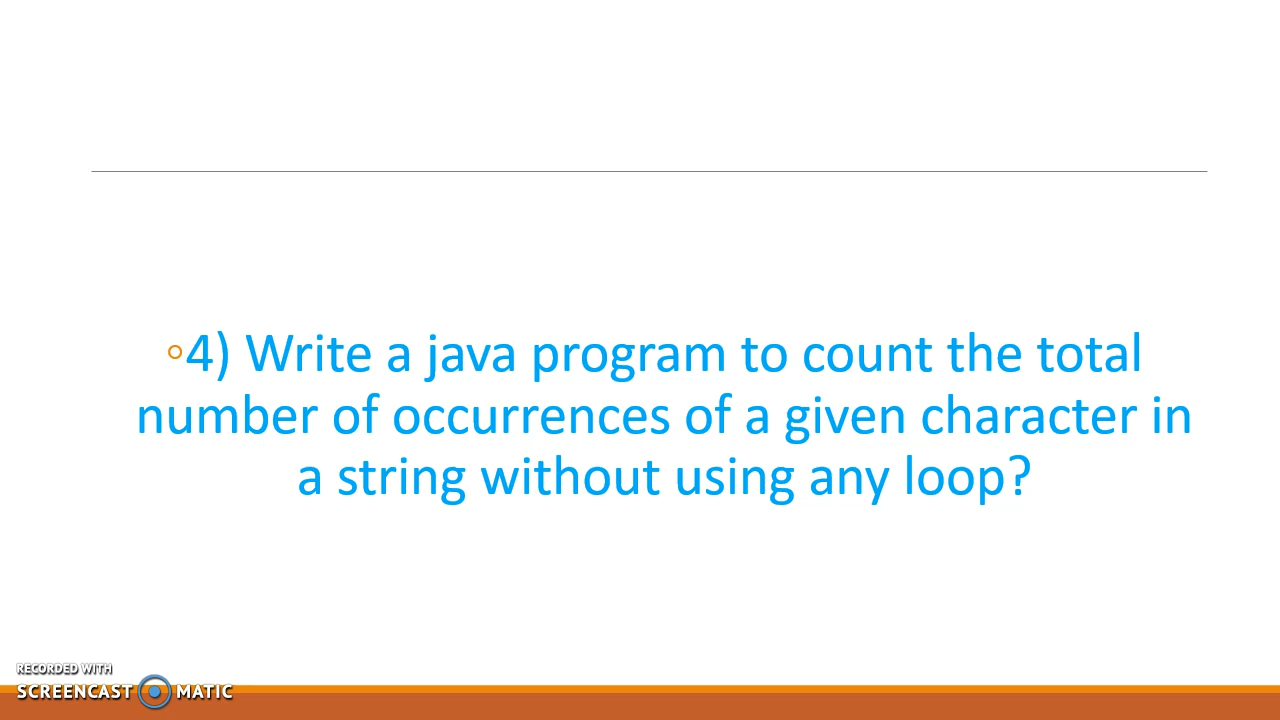 ◦4) Write a java program to count the total
number of occurrences of a given character in
a string without using any loop?
RECORDED WITH
SCREENCAST MATIC